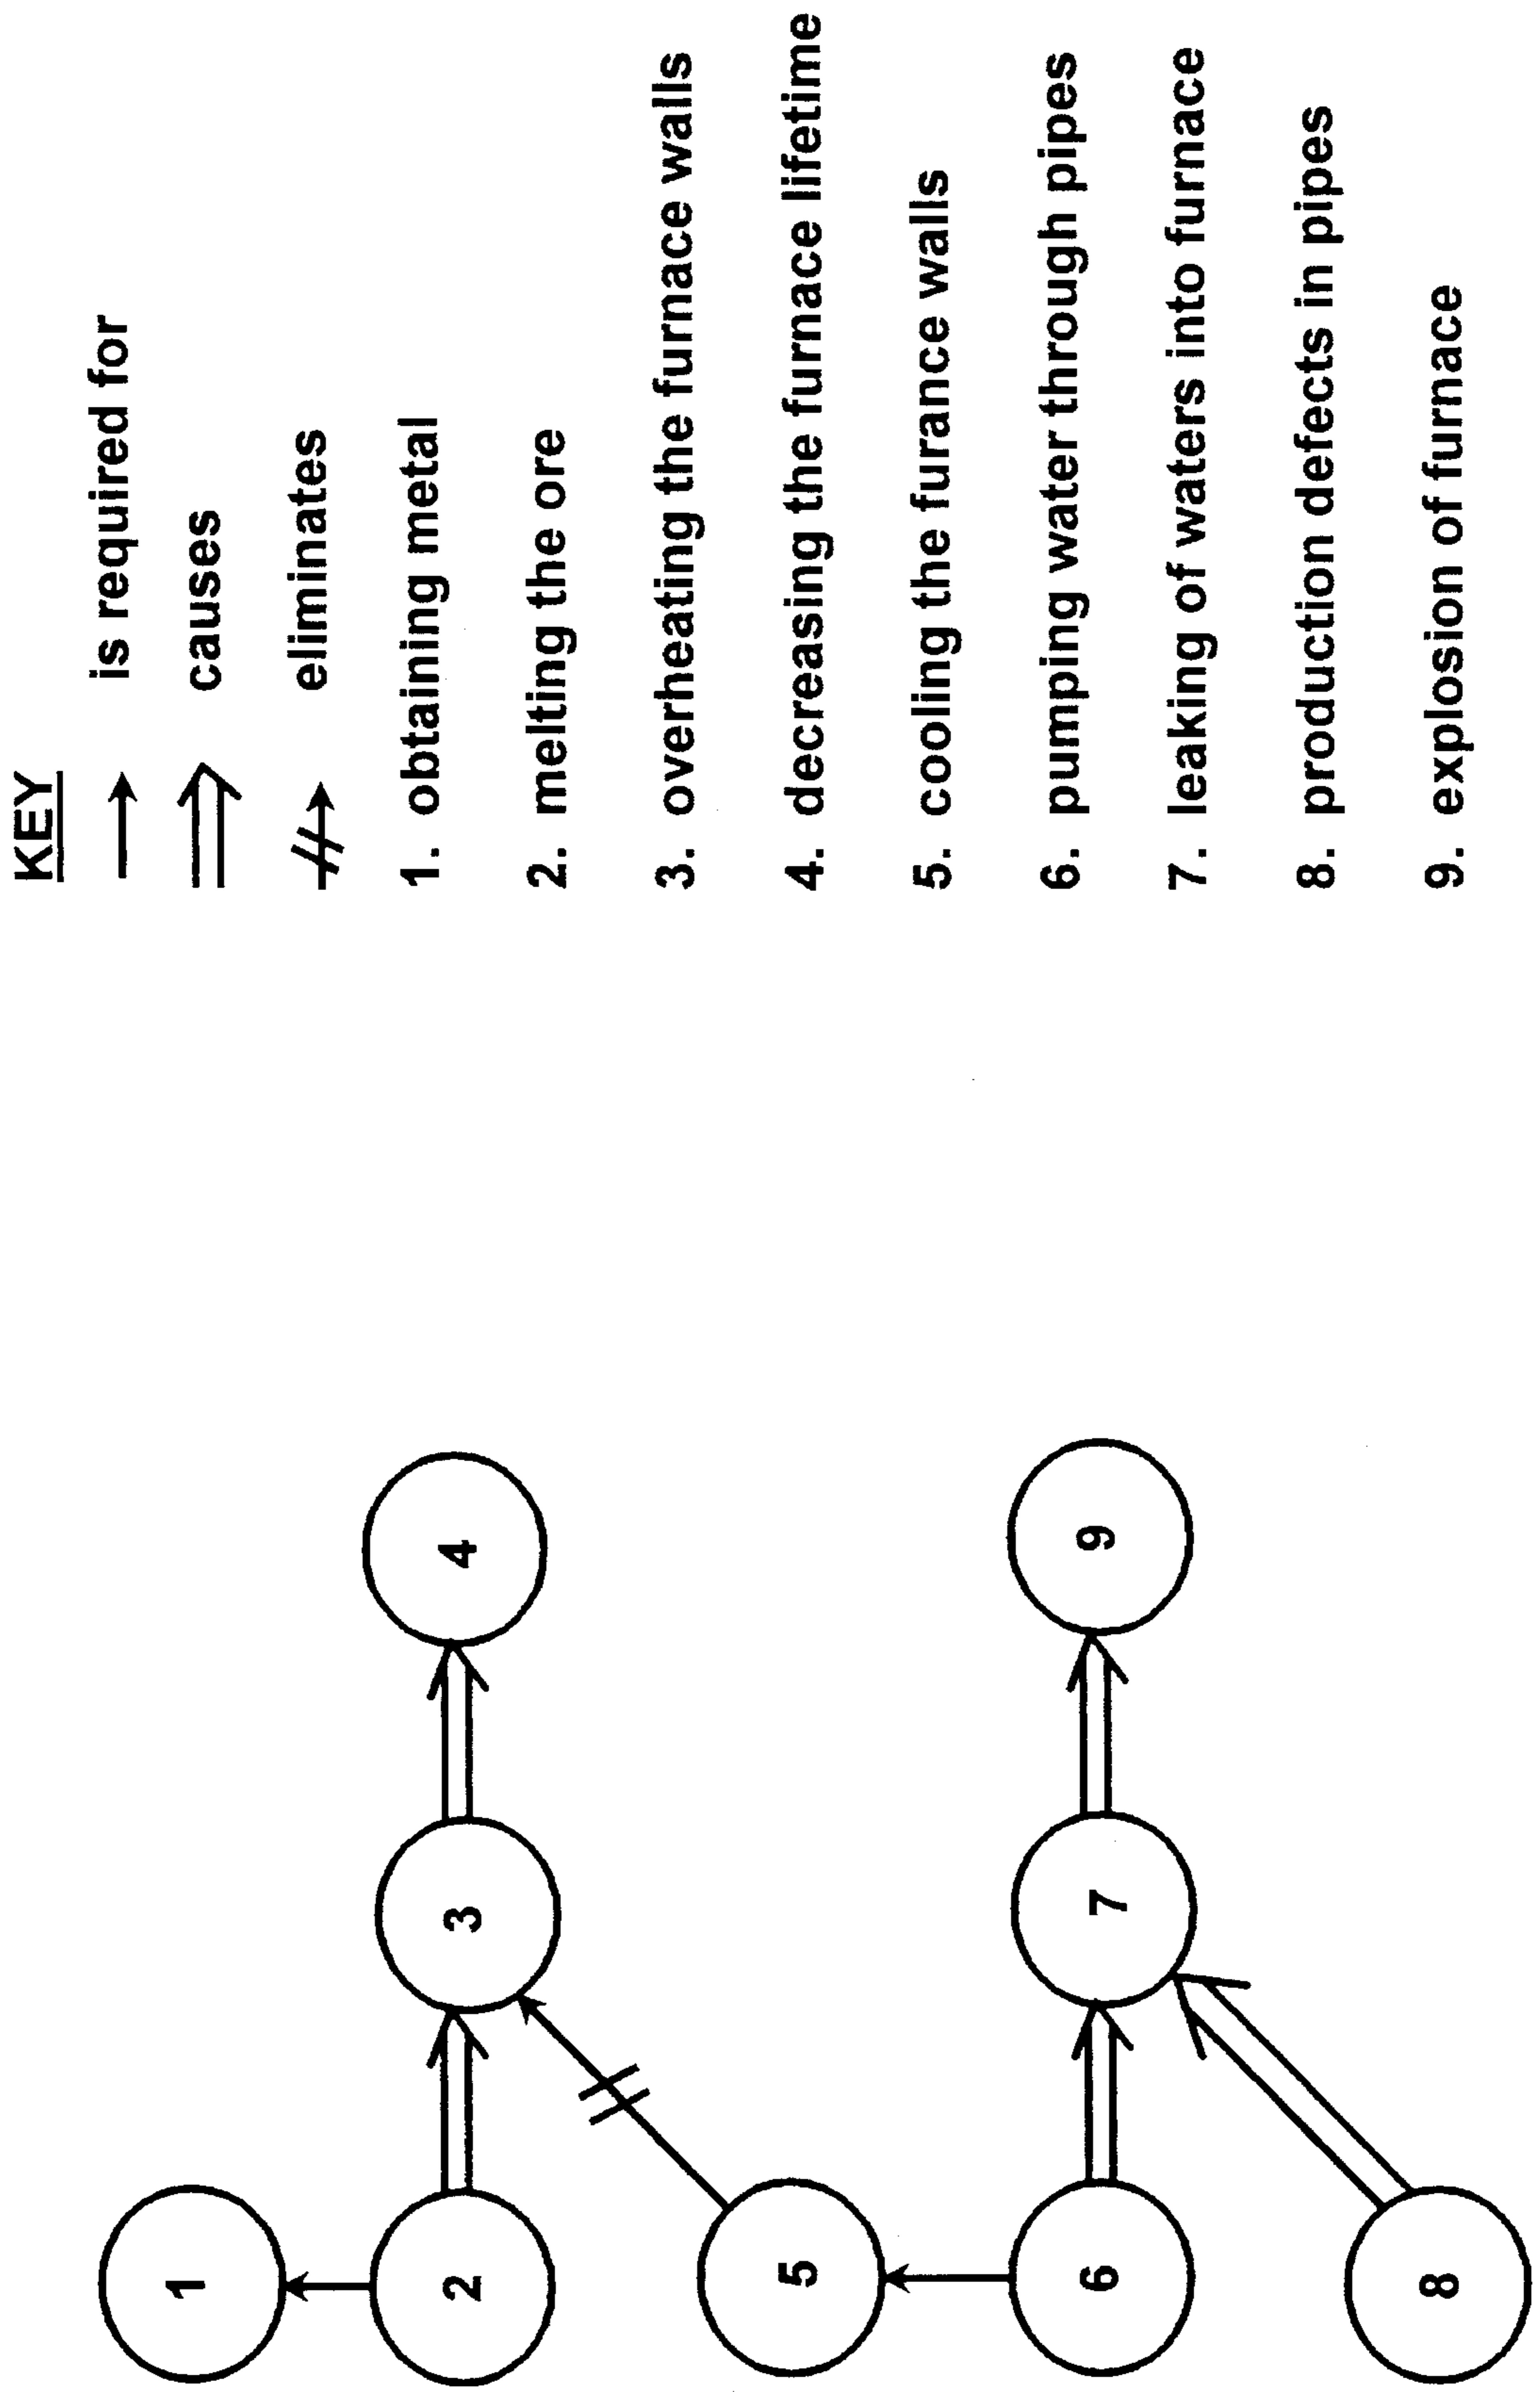 1
2
3
4
5
6
7
9
8
KEY
is required for
causes
eliminates
1. obtaining metal
2. melting the ore
3. overheating the furnace walls
4. decreasing the furnace lifetime
5. cooling the furance walls
6. pumping water through pipes
7. leaking of waters into furnace
8. production defects in pipes
9. explosion of furnace